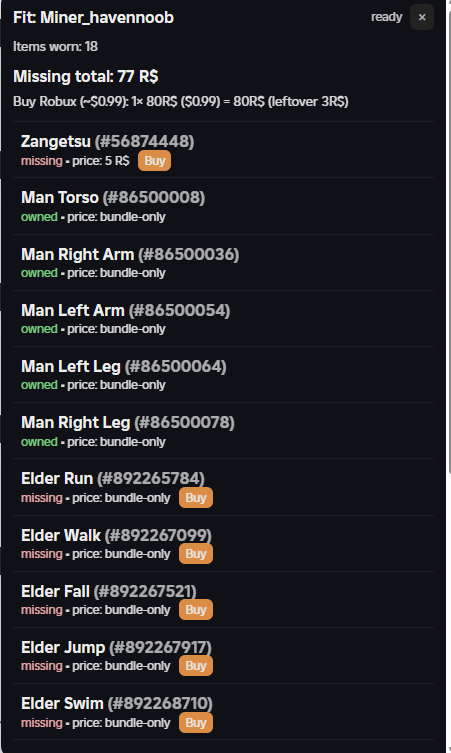 Fit: Miner_havennoob
ready ×
Items worn: 18
Missing total: 77 R$
Buy Robux (~$0.99): 1× 80R$ ($0.99) = 80R$ (leftover 3R$)
Zangetsu (#56874448)
missing • price: 5 R$ Buy
Man Torso (#86500008)
owned • price: bundle-only
Man Right Arm (#86500036)
owned • price: bundle-only
Man Left Arm (#86500054)
owned • price: bundle-only
Man Left Leg (#86500064)
owned • price: bundle-only
Man Right Leg (#86500078)
owned • price: bundle-only
Elder Run (#892265784)
missing • price: bundle-only Buy
Elder Walk (#892267099)
missing • price: bundle-only Buy
Elder Fall (#892267521)
missing • price: bundle-only Buy
Elder Jump (#892267917)
missing • price: bundle-only Buy
Elder Swim (#892268710)
missing • price: bundle-only Buy